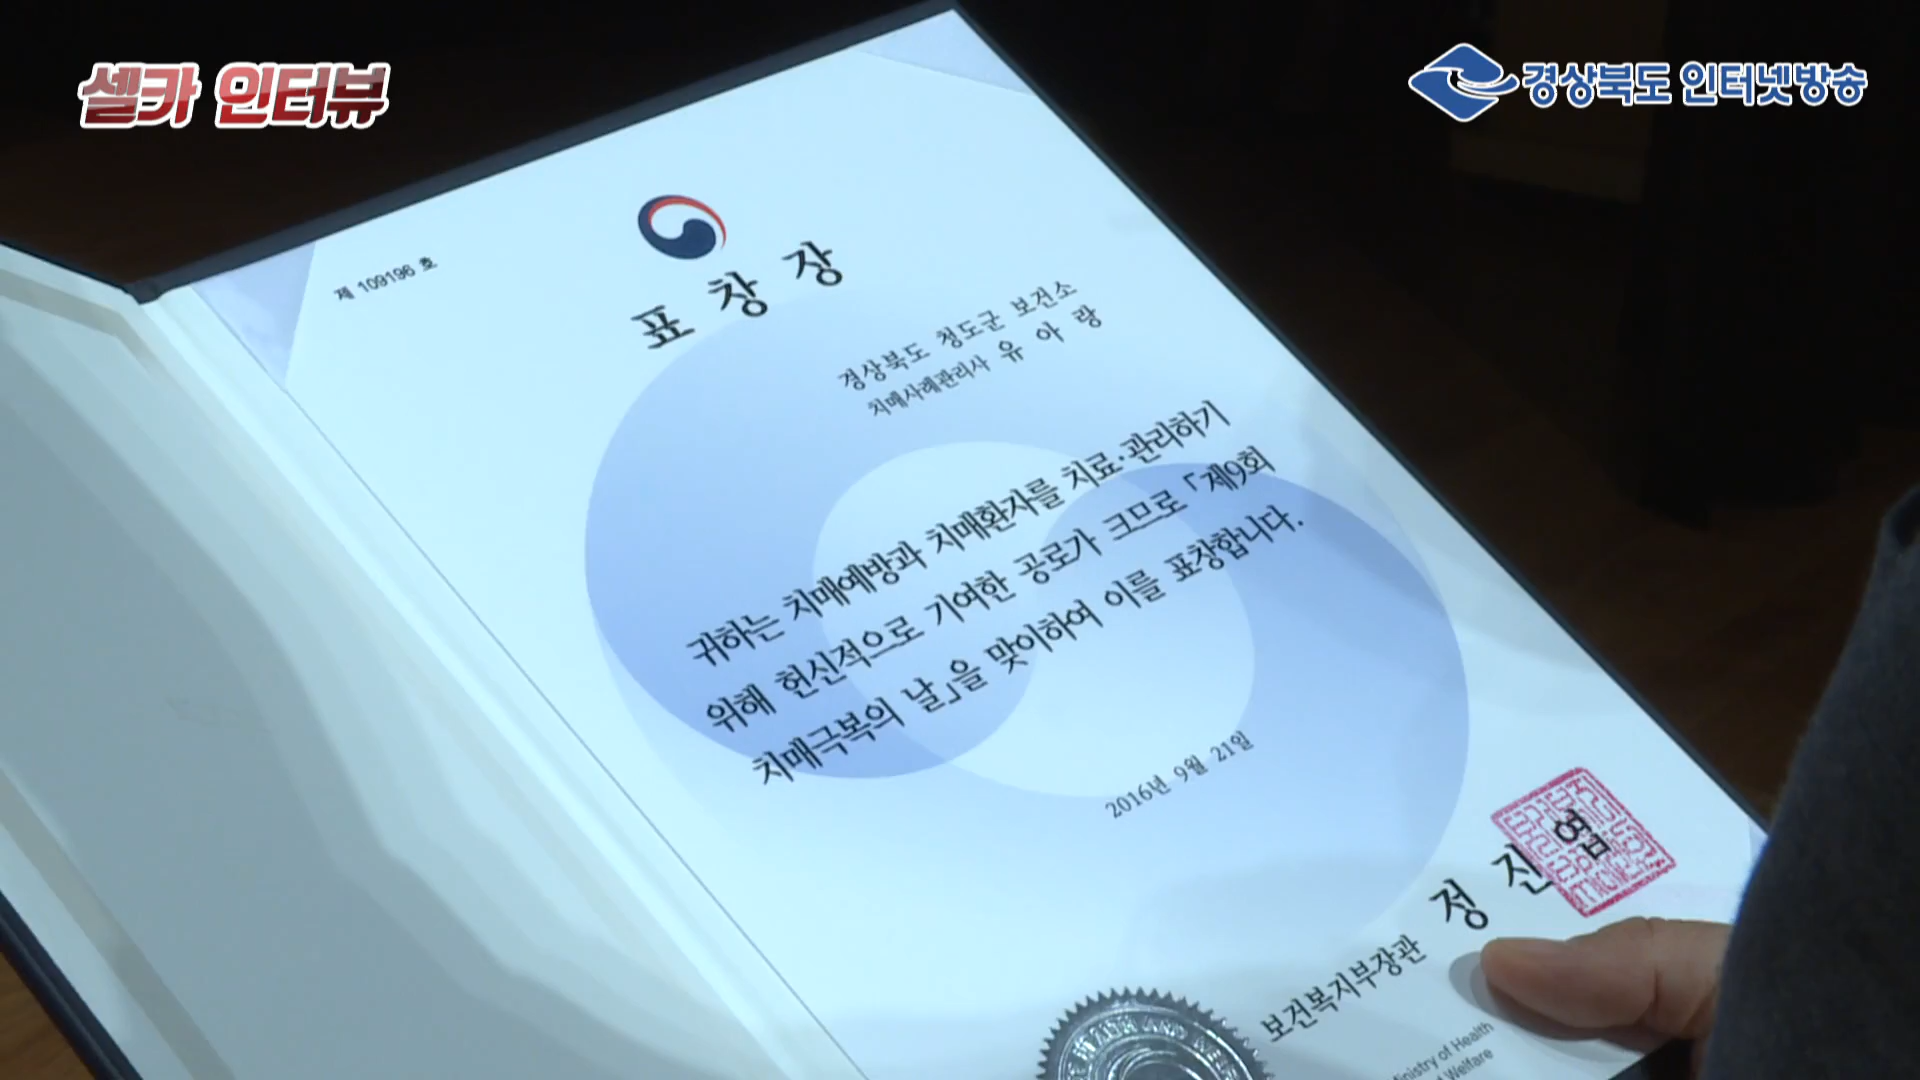 셀카 인터뷰
경상북도 인터넷방송
제 109196 호
표 창 장
경상북도 청도군 보건소
치매사례관리사 유 아 랑
귀하는 치매예방과 치매환자를 치료·관리하기
위해 헌신적으로 기여한 공로가 크므로 「제9회
치매극복의 날」을 맞이하여 이를 표창합니다.
2016년 9월 21일
보건복지부장관 정 진 엽
Ministry of Health
Welfare